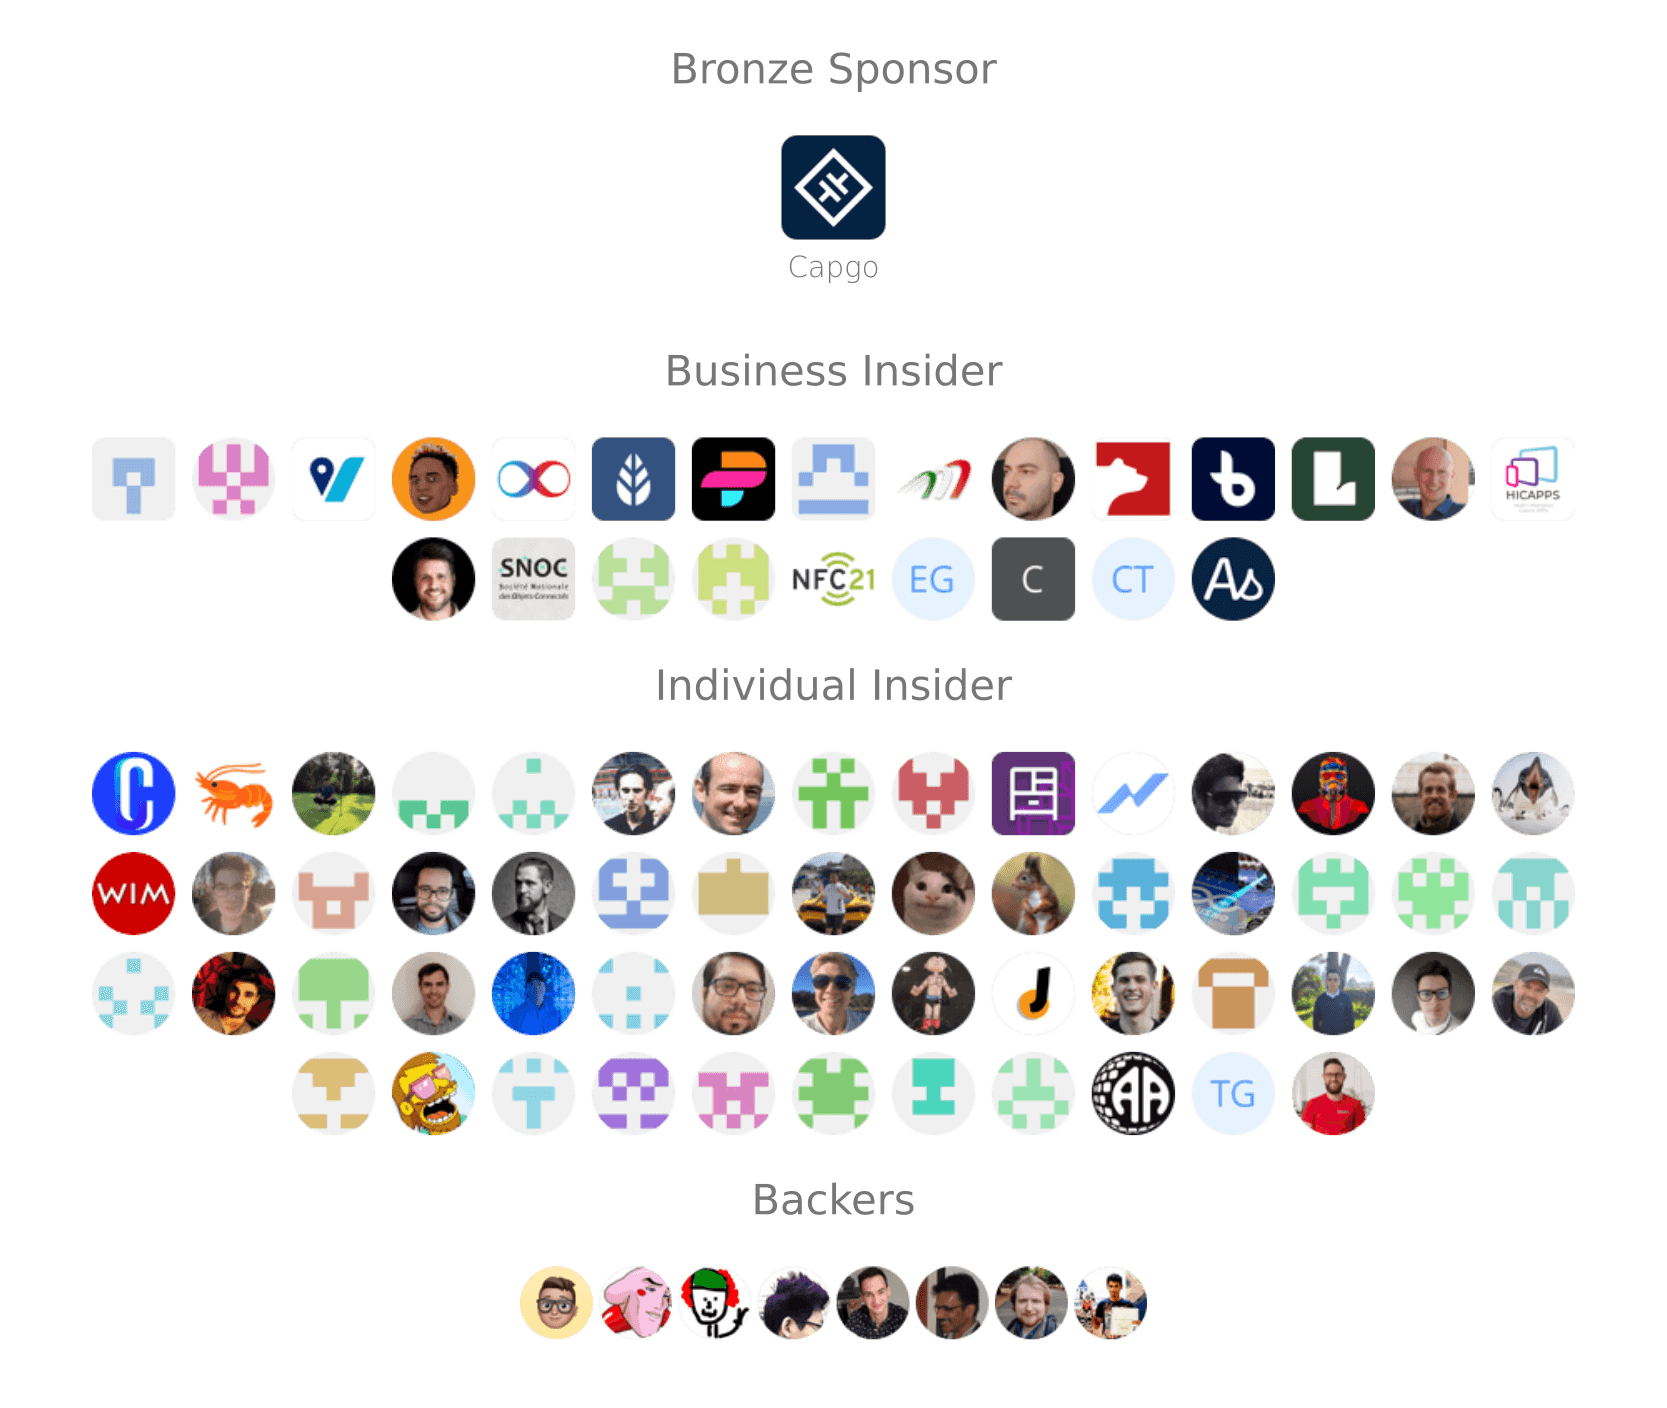 Bronze Sponsor
Capgo
Business Insider
HICAPPS
SNOC
Société Nationale
des Objets Connectés
NFC21
EG
C
CT
As
Individual Insider
WIM
AA
TG
Backers